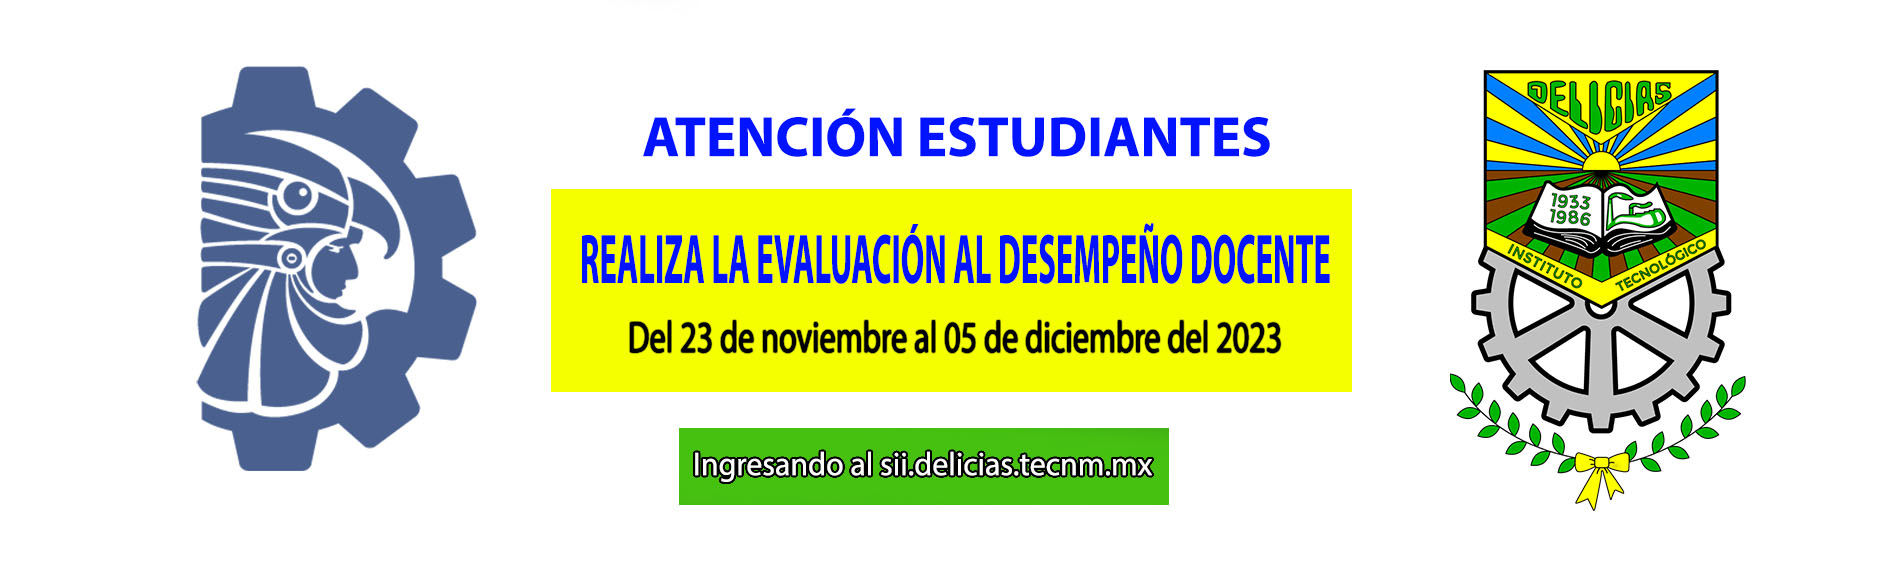 ATENCIÓN ESTUDIANTES
REALIZA LA EVALUACIÓN AL DESEMPEÑO DOCENTE
Del 23 de noviembre al 05 de diciembre del 2023
Ingresando al sii.delicias.tecnm.mx
DELICIAS
1933
1986
INSTITUTO TECNOLÓGICO